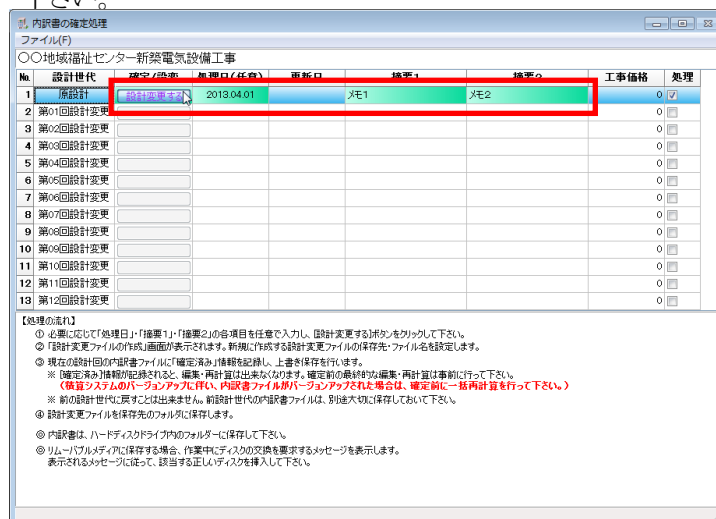 下さい。
内訳書の確定処理
ファイル(F)
〇〇地域福祉センター新築電気設備工事
No. 設計世代 確定/設変 処理日(任意) 更新日 摘要1 摘要2 工事価格 処理
1 原設計 設計変更する 2013.04.01 メモ1 メモ2 0
2 第01回設計変更 0
3 第02回設計変更 0
4 第03回設計変更 0
5 第04回設計変更 0
6 第05回設計変更 0
7 第06回設計変更 0
8 第07回設計変更 0
9 第08回設計変更 0
10 第09回設計変更 0
11 第10回設計変更 0
12 第11回設計変更 0
13 第12回設計変更 0
【処理の流れ】
① 必要に応じて「処理日」・「摘要1」・「摘要2」の各項目を任意で入力し、[設計変更する]ボタンをクリックして下さい。
② 「設計変更ファイルの作成」画面が表示されます。新規に作成する設計変更ファイルの保存先・ファイル名を設定します。
③ 現在の設計回の内訳書ファイルに「確定済み」情報を記録し、上書き保存を行います。
※ [確定済み]情報が記録されると、編集・再計算は出来なくなります。確定前の最終的な編集・再計算は事前に行って下さい。
(積算システムのバージョンアップに伴い、内訳書ファイルがバージョンアップされた場合は、確定前に一括再計算を行って下さい。)
※ 前の設計世代に戻すことは出来ません。前設計世代の内訳書ファイルは、別途大切に保存しておいて下さい。
④ 設計変更ファイルを保存先のフォルダに保存します。
◎ 内訳書は、ハードディスクドライブ内のフォルダーに保存して下さい。
◎ リムーバブルメディアに保存する場合、作業中にディスクの交換を要求するメッセージを表示します。
表示されるメッセージに従って、該当する正しいディスクを挿入して下さい。